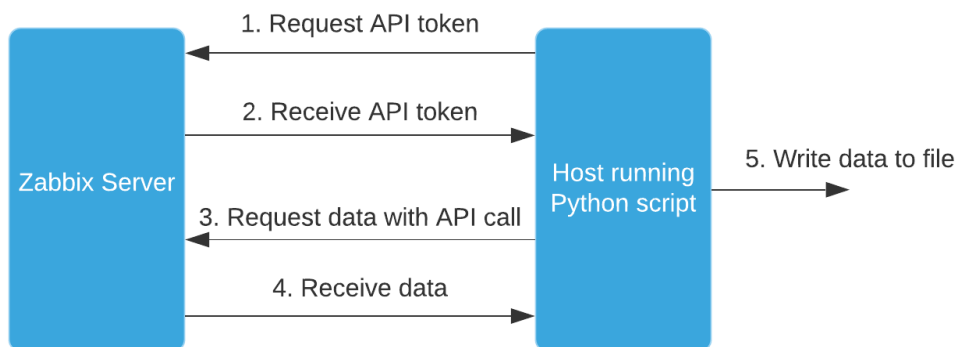 1. Request API token
2. Receive API token
Zabbix Server
Host running
Python script
5. Write data to file
3. Request data with API call
4. Receive data